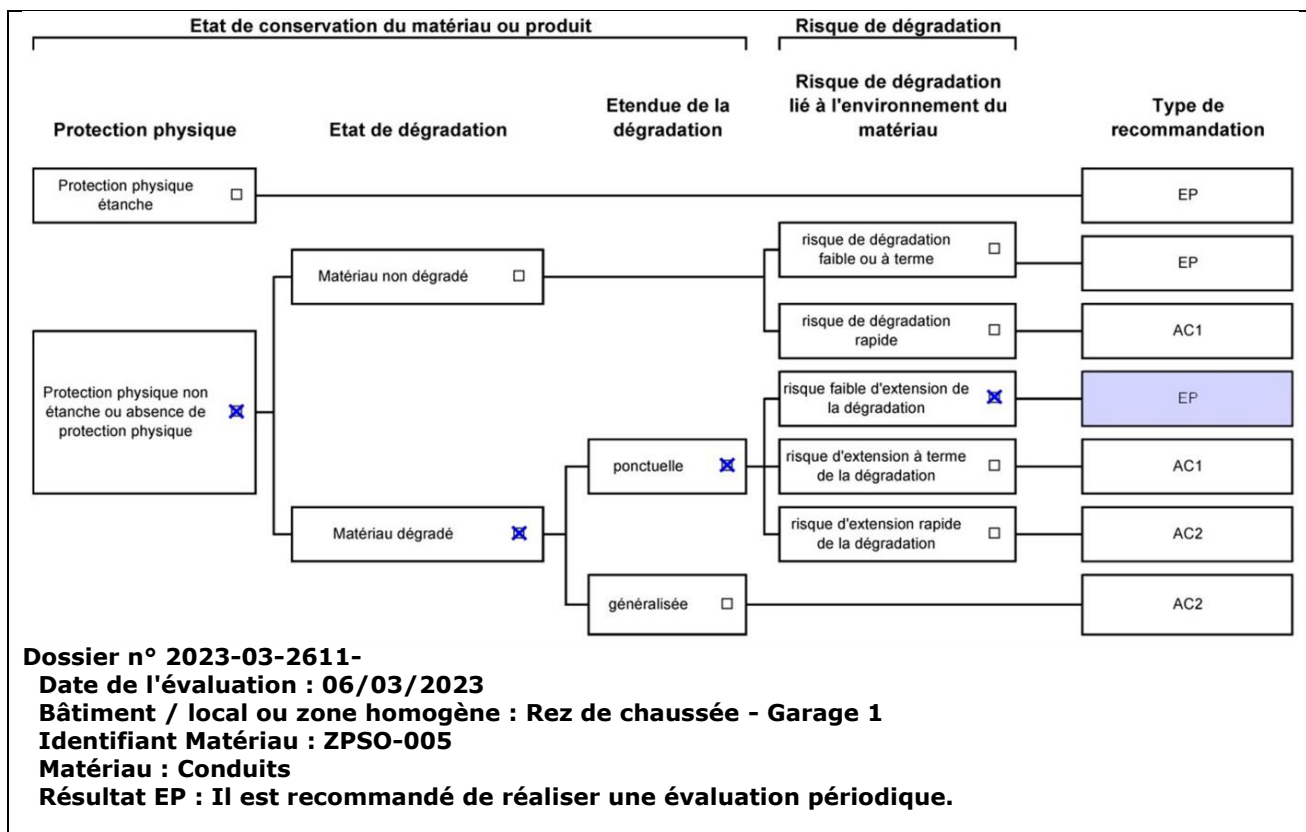 Etat de conservation du matériau ou produit
Risque de dégradation
Protection physique
Etat de dégradation
Etendue de la
dégradation
Risque de dégradation
lié à l'environnement du
matériau
Type de
recommandation
Protection physique
étanche
EP
Matériau non dégradé
risque de dégradation
faible ou à terme
EP
risque de dégradation
rapide
AC1
Protection physique non
étanche ou absence de
protection physique
risque faible d'extension de
la dégradation
EP
ponctuelle
risque d'extension à terme
de la dégradation
AC1
Matériau dégradé
risque d'extension rapide
de la dégradation
AC2
généralisée
AC2
Dossier n° 2023-03-2611-
Date de l'évaluation : 06/03/2023
Bâtiment / local ou zone homogène : Rez de chaussée - Garage 1
Identifiant Matériau : ZPSO-005
Matériau : Conduits
Résultat EP : Il est recommandé de réaliser une évaluation périodique.